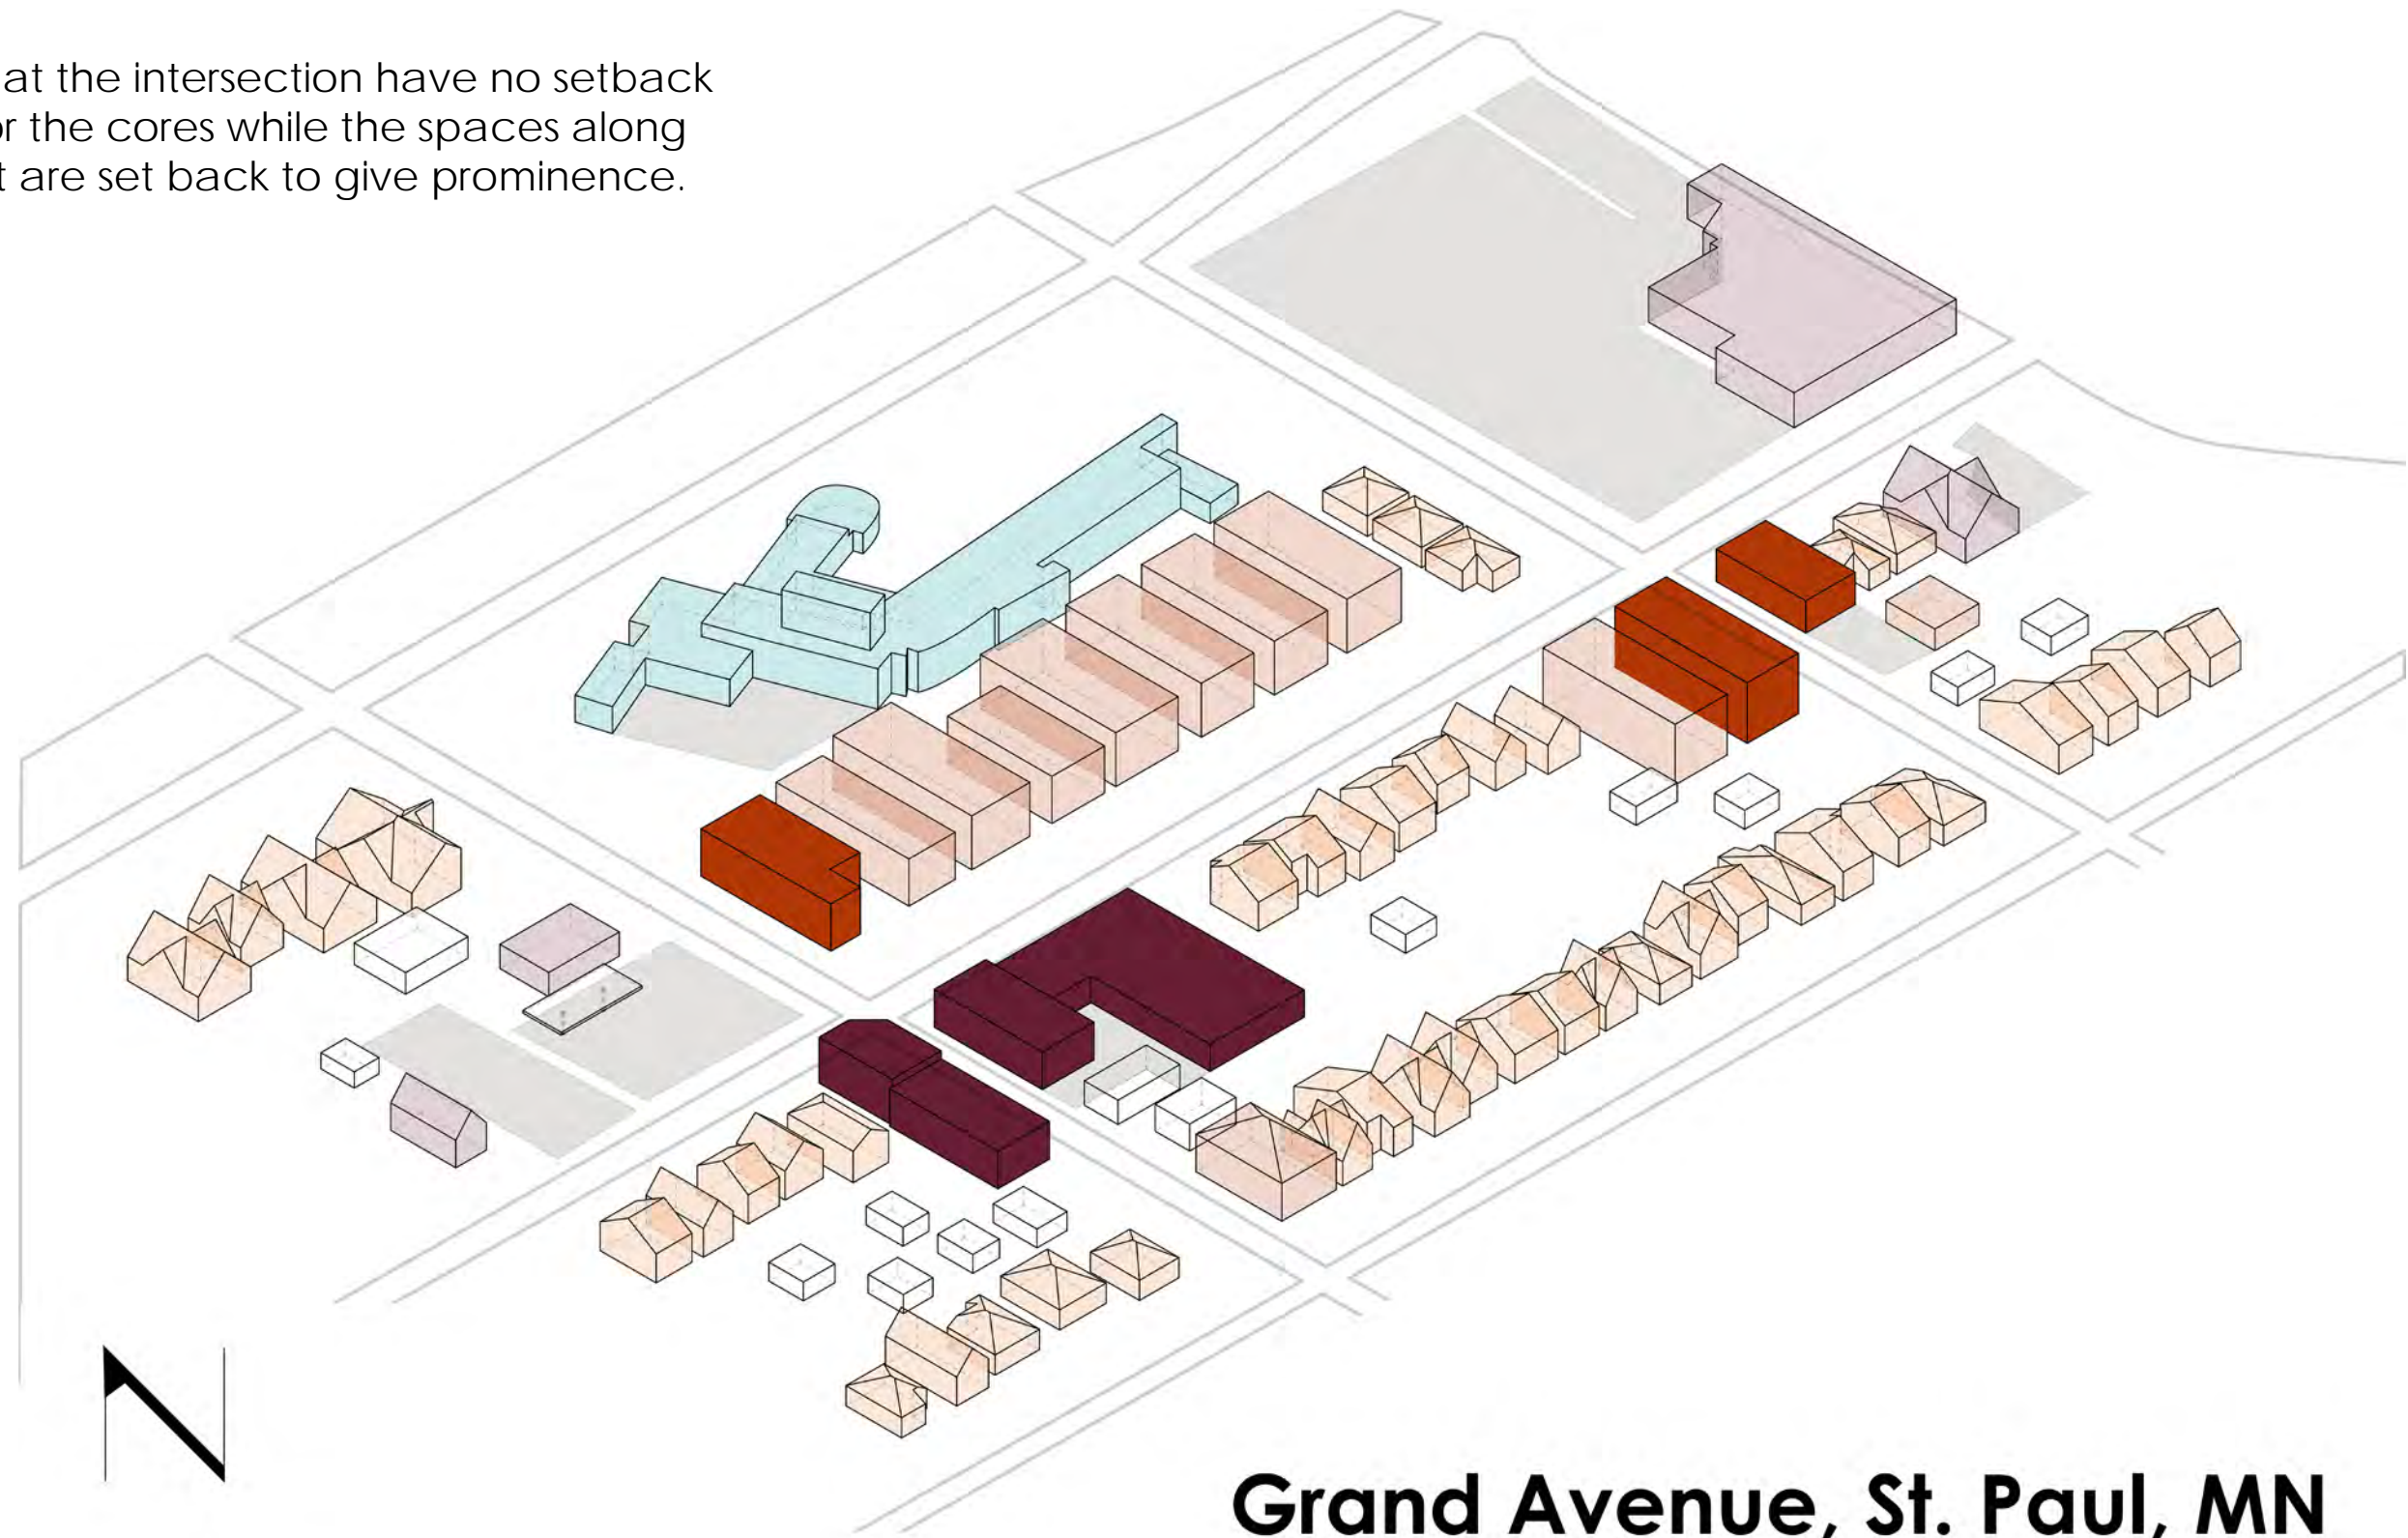 at the intersection have no setback
r the cores while the spaces along
t are set back to give prominence.
N
Grand Avenue, St. Paul, MN